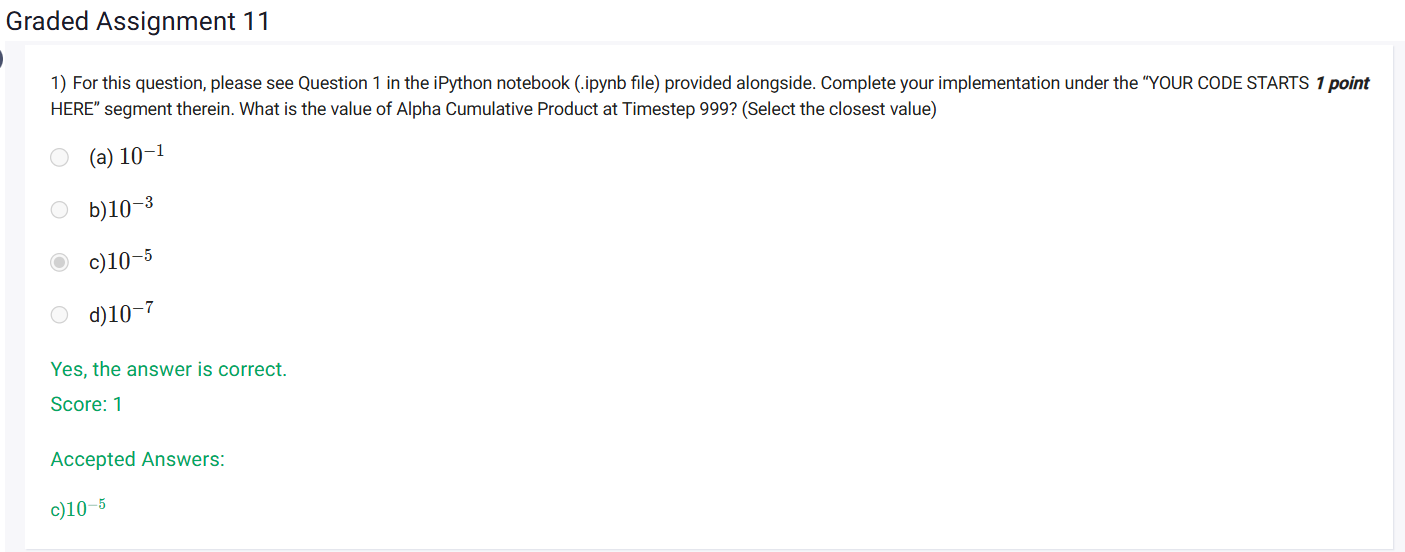 Graded Assignment 11
1) For this question, please see Question 1 in the iPython notebook (.ipynb file) provided alongside. Complete your implementation under the “YOUR CODE STARTS 1 point
HERE” segment therein. What is the value of Alpha Cumulative Product at Timestep 999? (Select the closest value)
(a) 10⁻¹
b)10⁻³
c)10⁻⁵
d)10⁻⁷
Yes, the answer is correct.
Score: 1
Accepted Answers:
c)10⁻⁵